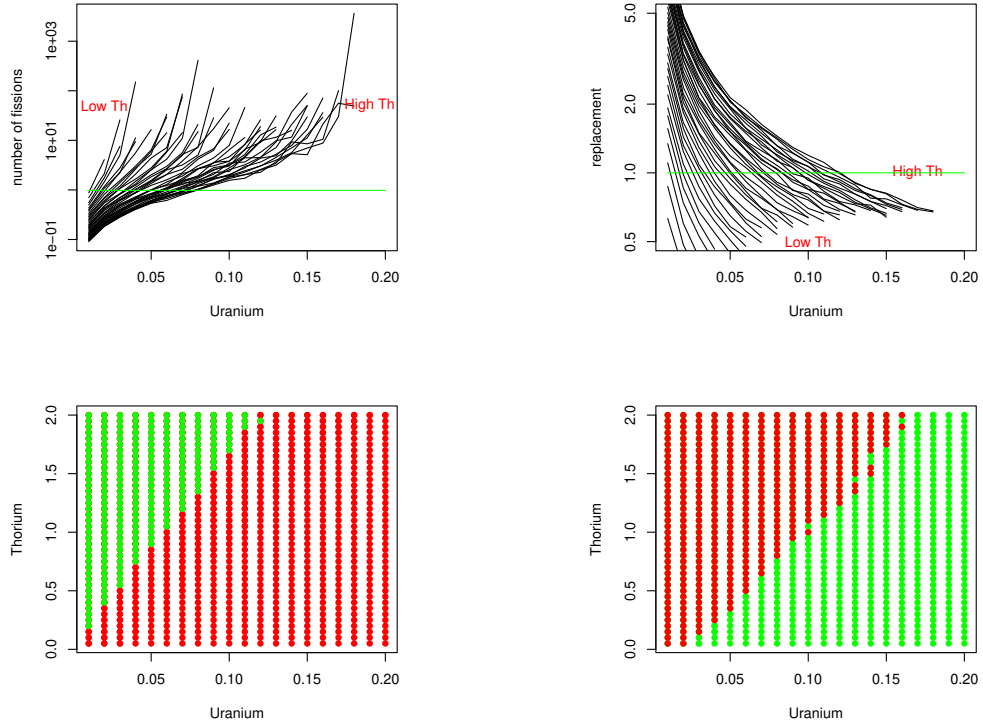 number of fissions
1e+03
1e+01
1e-01
Low Th
High Th
0.05 0.10 0.15 0.20
Uranium
replacement
5.0
2.0
1.0
0.5
High Th
Low Th
0.05 0.10 0.15 0.20
Uranium
Thorium
2.0
1.5
1.0
0.5
0.0
0.05 0.10 0.15 0.20
Uranium
Thorium
2.0
1.5
1.0
0.5
0.0
0.05 0.10 0.15 0.20
Uranium